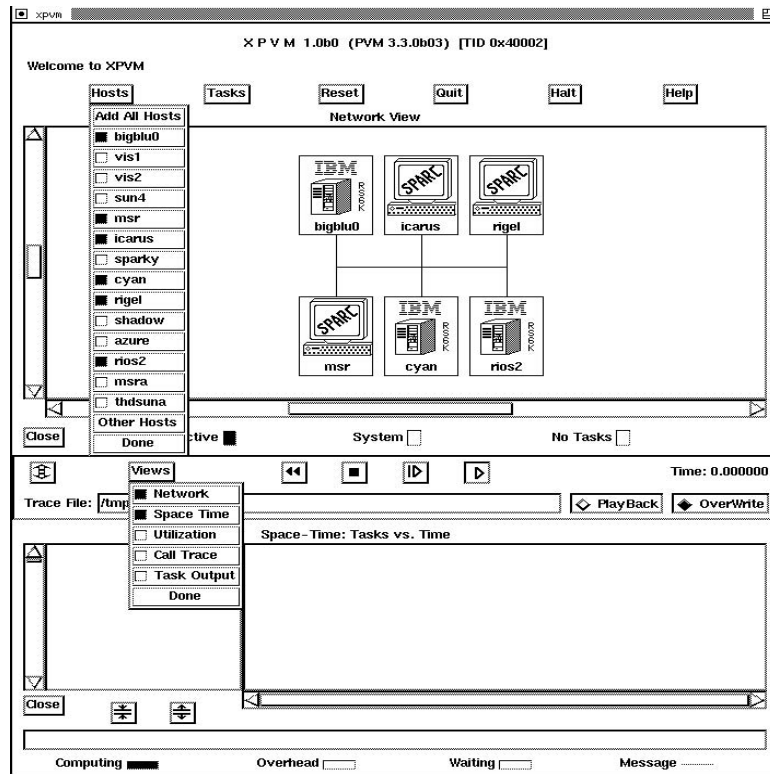 xpvm
X P V M 1.0b0 (PVM 3.3.0b03) [TID 0x40002]
Welcome to XPVM
Hosts Tasks Reset Quit Halt Help
Network View
Add All Hosts
bigblu0
vis1
vis2
sun4
msr
icarus
sparky
cyan
rigel
shadow
azure
rios2
msra
thdsuna
Other Hosts
Done
IBM SPARC SPARC
RS6K
bigblu0 icarus rigel
SPARC IBM IBM
RS6K RS6K
msr cyan rios2
Close ctive System No Tasks
Views Time: 0.000000
Trace File: /tmp PlayBack OverWrite
Network
Space Time
Utilization
Call Trace
Task Output
Done
Space-Time: Tasks vs. Time
Close
Computing Overhead Waiting Message